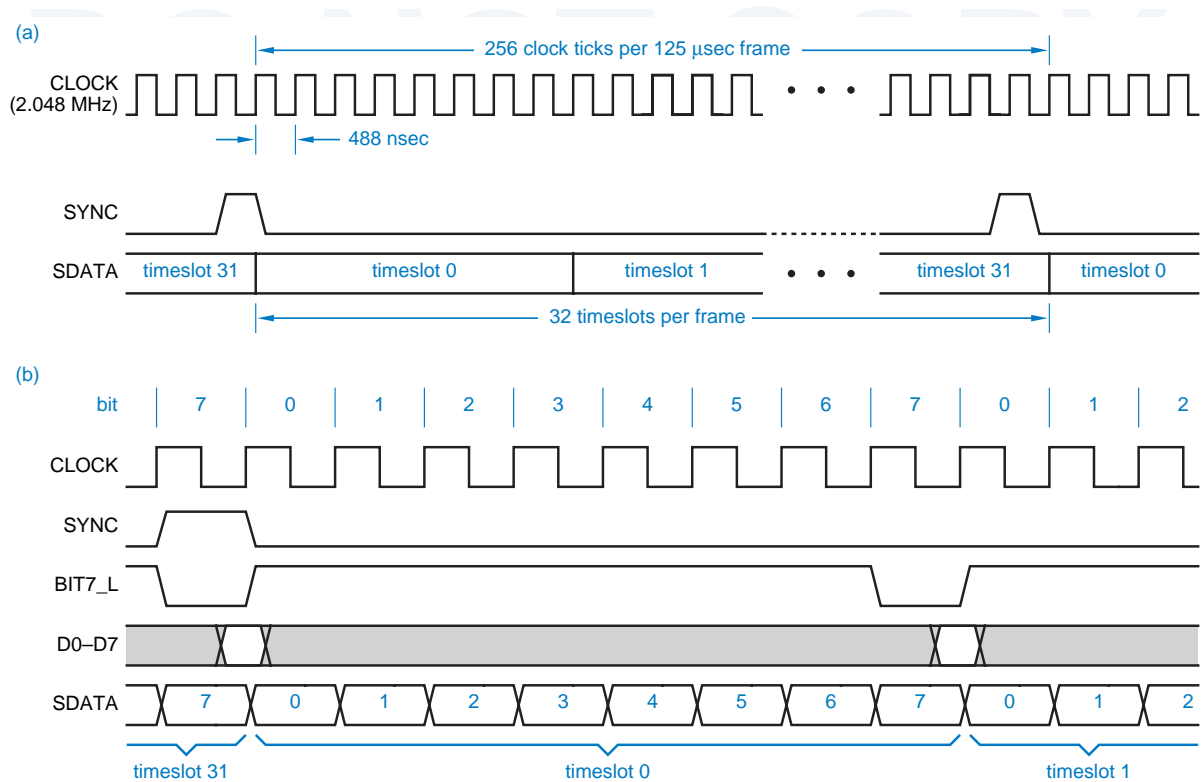 (a)
256 clock ticks per 125 μsec frame
CLOCK
(2.048 MHz)
488 nsec
SYNC
SDATA timeslot 31 timeslot 0 timeslot 1 timeslot 31 timeslot 0
32 timeslots per frame
(b)
bit 7 0 1 2 3 4 5 6 7 0 1 2
CLOCK
SYNC
BIT7_L
D0–D7
SDATA 7 0 1 2 3 4 5 6 7 0 1 2
timeslot 31 timeslot 0 timeslot 1